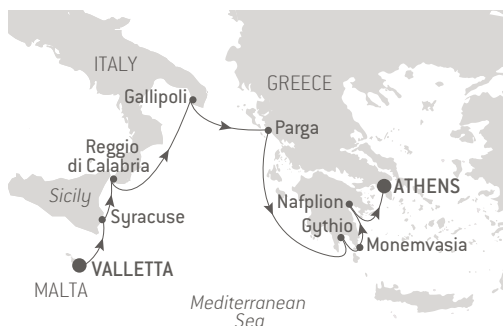 ITALY
GREECE
Gallipoli
Parga
Reggio
di Calabria
Sicily
ATHENS
Nafplion
Gythio
Syracuse
Monemvasia
VALLETTA
MALTA
Mediterranean
Sea